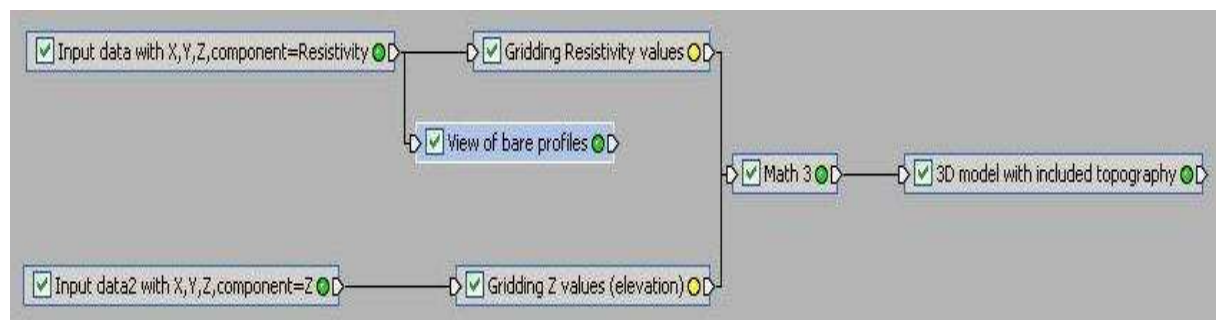 Input data with X,Y,Z,component=Resistivity
Gridding Resistivity values
View of bare profiles
Math 3
3D model with included topography
Input data2 with X,Y,Z,component=Z
Gridding Z values (elevation)